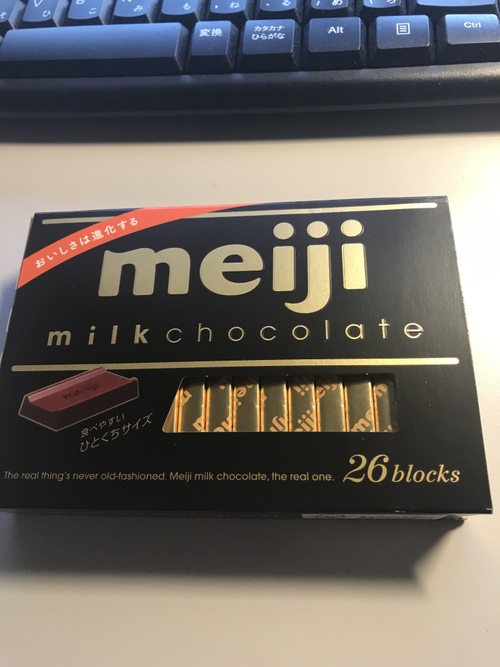 変換
カタカナ
ひらがな
Alt
Ctrl
おいしさは進化する
meiji
milk chocolate
meiji
食べやすい
ひとくちサイズ
The real thing's never old-fashioned. Meiji milk chocolate, the real one.
26 blocks